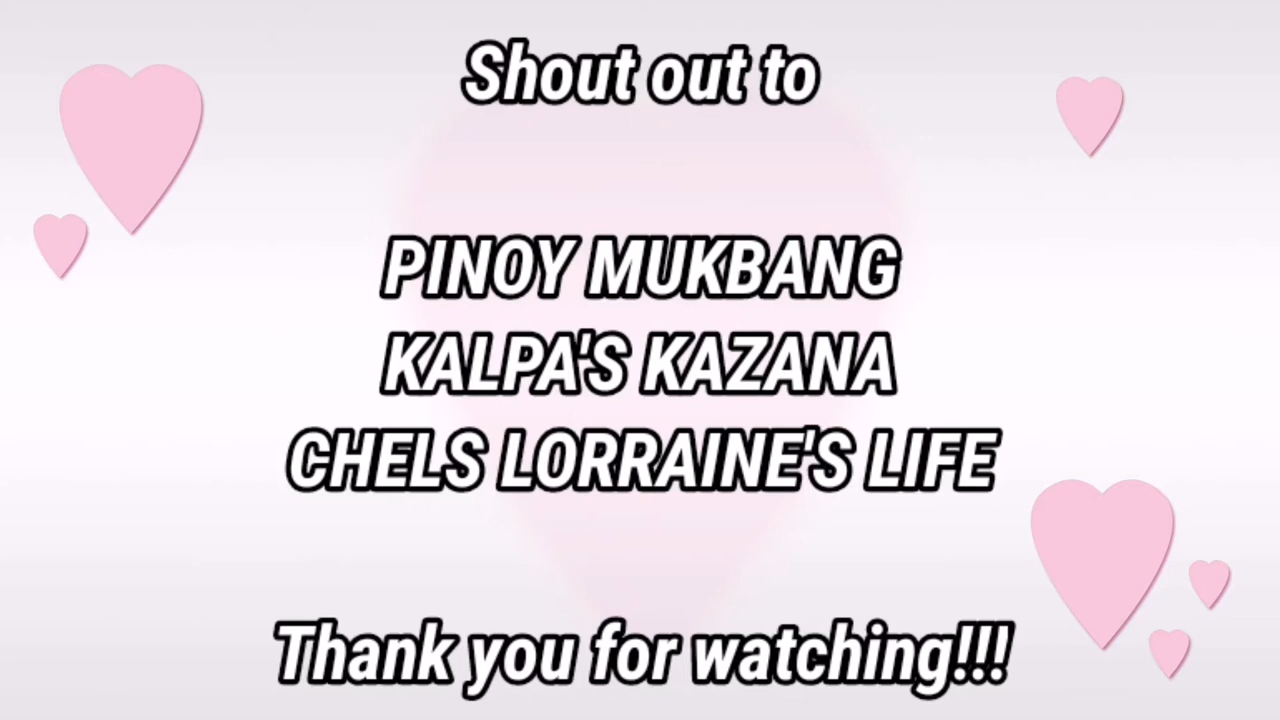 Shout out to
PINOY MUKBANG
KALPA'S KAZANA
CHELS LORRAINE'S LIFE
Thank you for watching!!!